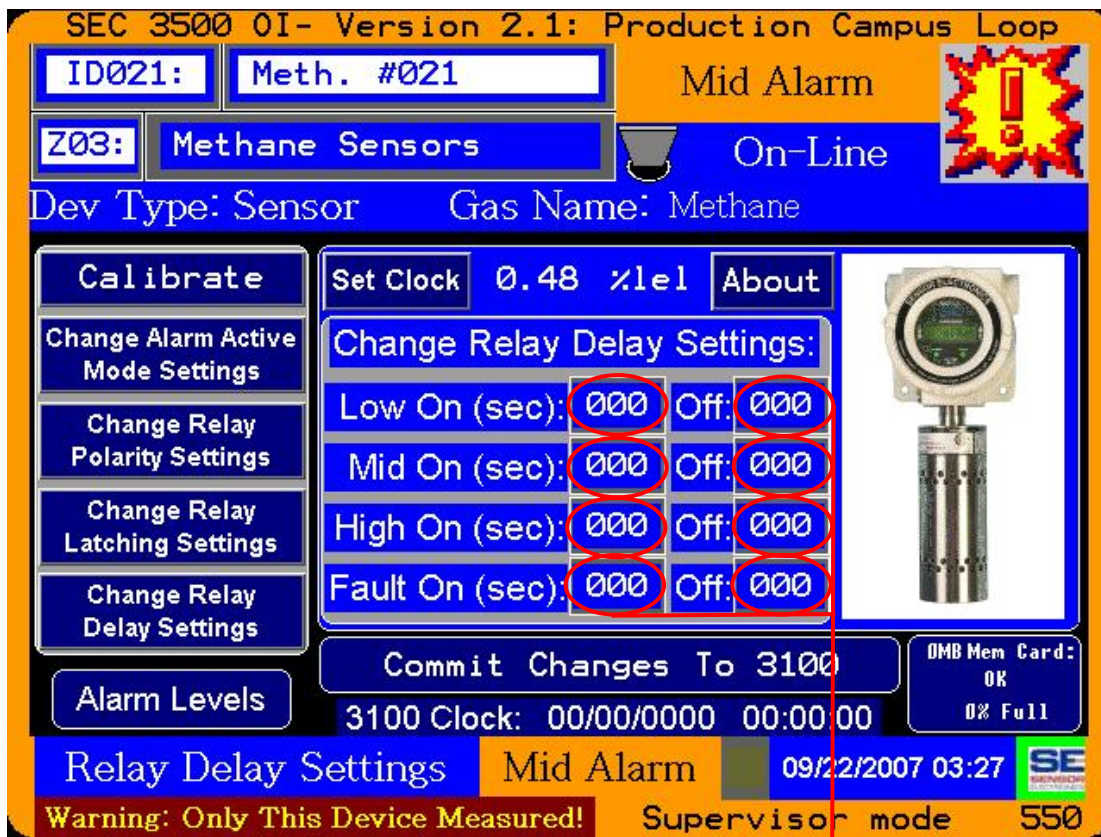 SEC 3500 OI- Version 2.1: Production Campus Loop
ID021: Meth. #021 Mid Alarm
Z03: Methane Sensors On-Line
Dev Type: Sensor Gas Name: Methane
Calibrate
Change Alarm Active
Mode Settings
Change Relay
Polarity Settings
Change Relay
Latching Settings
Change Relay
Delay Settings
Alarm Levels
Set Clock 0.48 %lel About
Change Relay Delay Settings:
Low On (sec): 000 Off: 000
Mid On (sec): 000 Off: 000
High On (sec): 000 Off: 000
Fault On (sec): 000 Off: 000
Commit Changes To 3100
3100 Clock: 00/00/0000 00:00:00
0MB Mem Card:
OK
0% Full
Relay Delay Settings Mid Alarm 09/22/2007 03:27 SE
SENSOR
Warning: Only This Device Measured! Supervisor mode 550